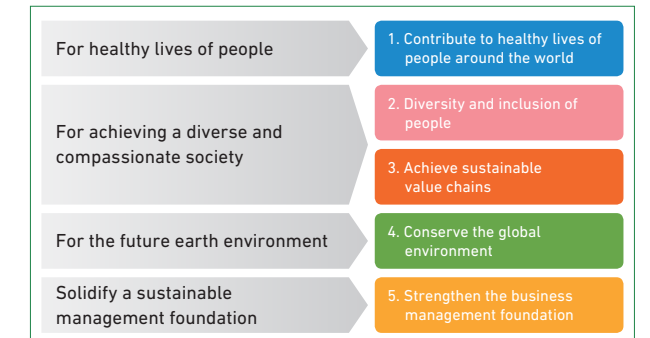 For healthy lives of people
1. Contribute to healthy lives of
people around the world
For achieving a diverse and
compassionate society
2. Diversity and inclusion of
people
3. Achieve sustainable
value chains
For the future earth environment
4. Conserve the global
environment
Solidify a sustainable
management foundation
5. Strengthen the business
management foundation